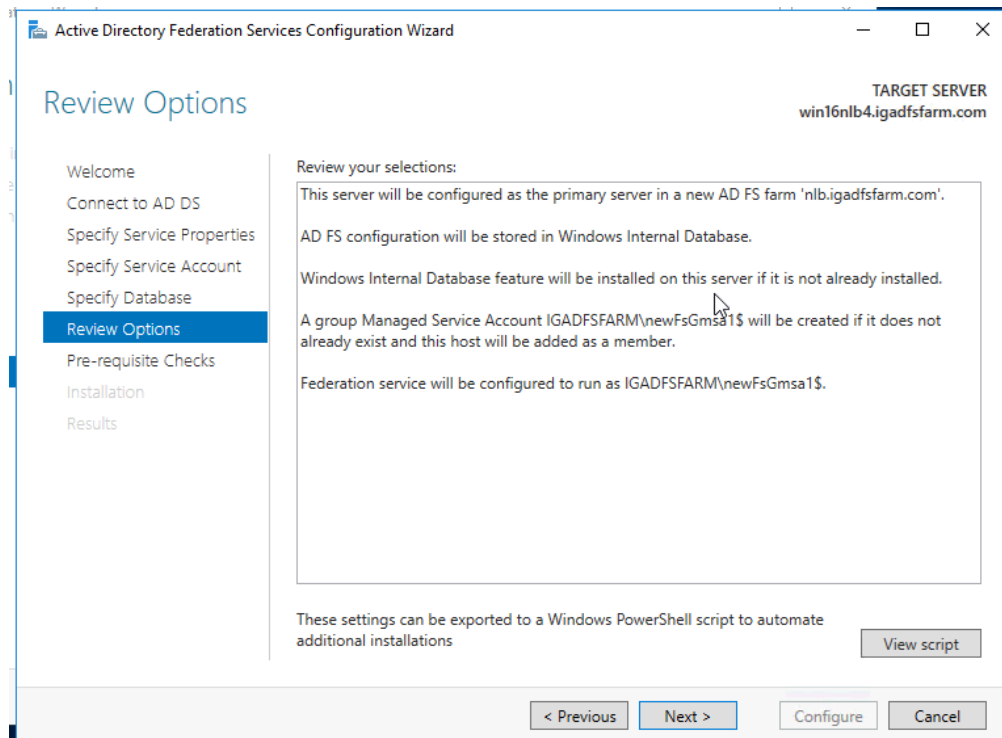 Active Directory Federation Services Configuration Wizard
Review Options
TARGET SERVER
win16nlb4.igadfsfarm.com
Welcome
Connect to AD DS
Specify Service Properties
Specify Service Account
Specify Database
Review Options
Pre-requisite Checks
Installation
Results
Review your selections:
This server will be configured as the primary server in a new AD FS farm 'nlb.igadfsfarm.com'.
AD FS configuration will be stored in Windows Internal Database.
Windows Internal Database feature will be installed on this server if it is not already installed.
A group Managed Service Account IGADFSFARM\newFsGmsa1$ will be created if it does not
already exist and this host will be added as a member.
Federation service will be configured to run as IGADFSFARM\newFsGmsa1$.
These settings can be exported to a Windows PowerShell script to automate
additional installations
View script
< Previous
Next >
Configure
Cancel